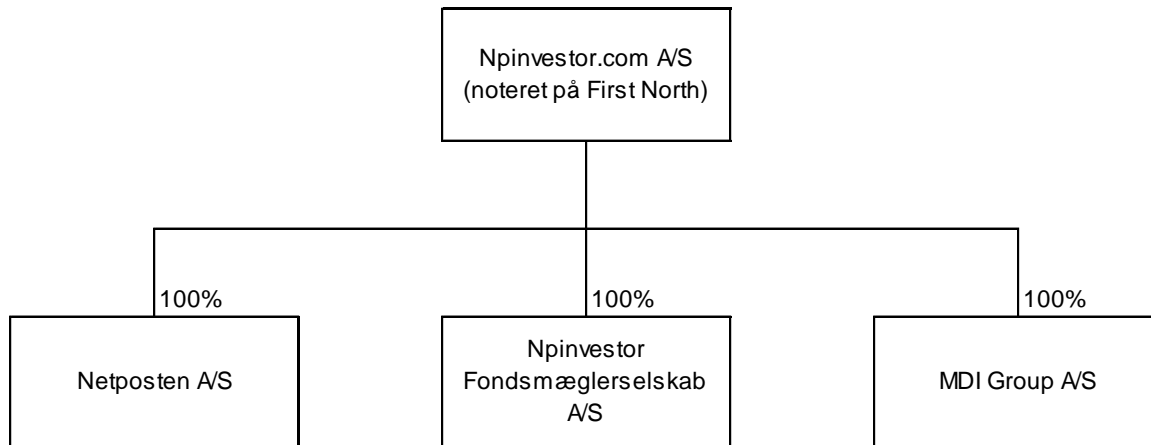 Npinvestor.com A/S
(noteret på First North)
100%
100%
100%
Netposten A/S
Npinvestor
Fondsmæglerselskab
A/S
MDI Group A/S